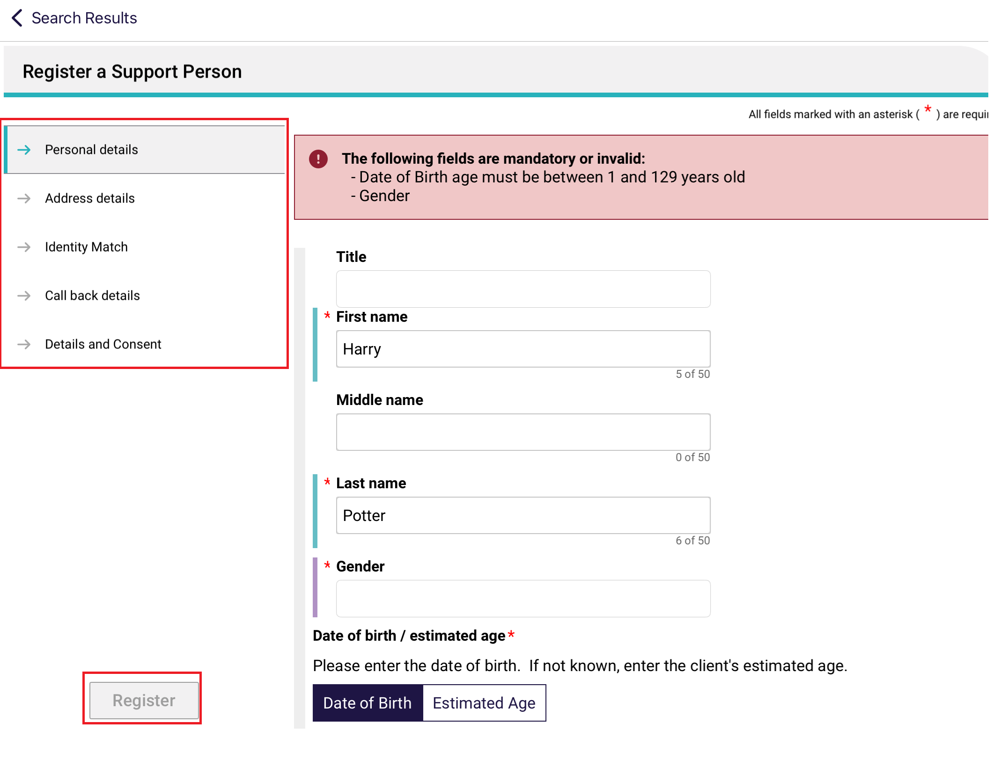 Search Results
Register a Support Person
All fields marked with an asterisk ( * ) are requi
Personal details
Address details
Identity Match
Call back details
Details and Consent
Register
! The following fields are mandatory or invalid:
- Date of Birth age must be between 1 and 129 years old
- Gender
Title
* First name
Harry
5 of 50
Middle name
0 of 50
* Last name
Potter
6 of 50
* Gender
Date of birth / estimated age *
Please enter the date of birth. If not known, enter the client's estimated age.
Date of Birth Estimated Age